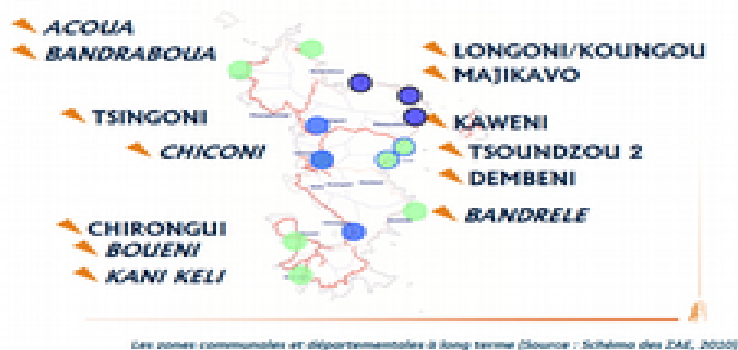 ACOUA
BANDRABOUA
TSINGONI
CHICONI
CHIRONGUI
BOUENI
KANI KELI
LONGONI/KOUNGOU
MAJIKAVO
KAWENI
TSOUNDZOU 2
DEMBENI
BANDRELE
Les zones communales et départementales à long terme (Source : Schéma des ZAE, 2020)